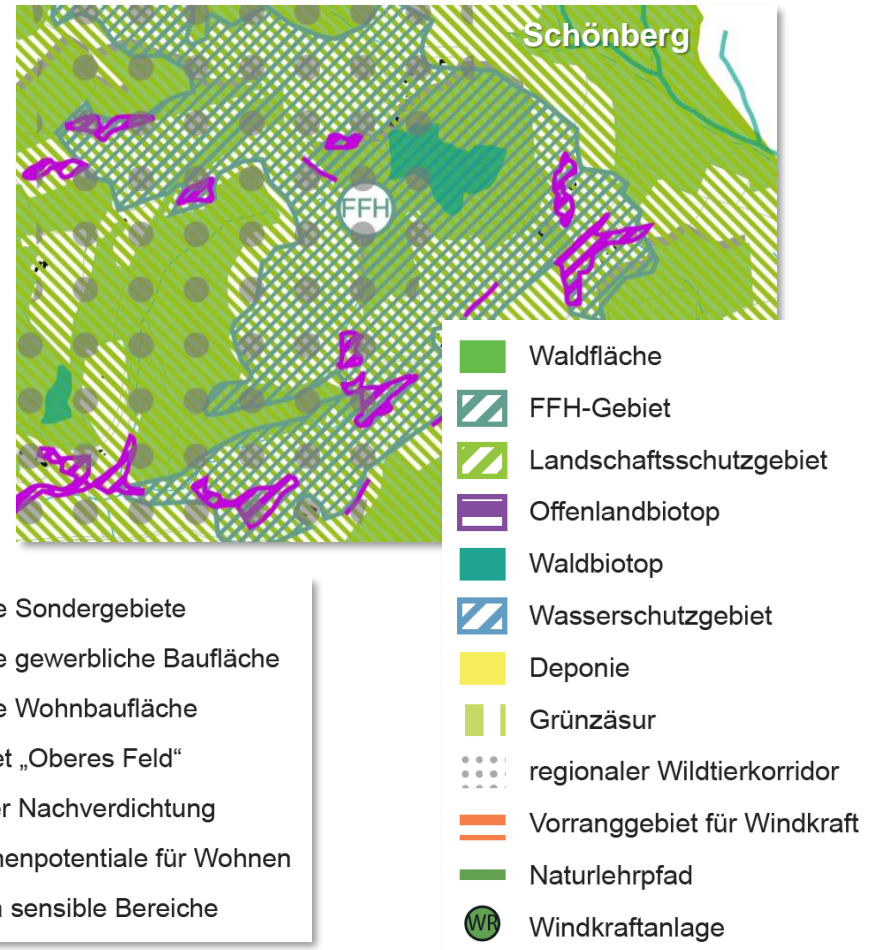 Schönberg
FFH
Waldfläche
FFH-Gebiet
Landschaftsschutzgebiet
Offenlandbiotop
Waldbiotop
Wasserschutzgebiet
Deponie
Grünzäsur
regionaler Wildtierkorridor
Vorranggebiet für Windkraft
Naturlehrpfad
WR Windkraftanlage
e Sondergebiete
e gewerbliche Baufläche
e Wohnbaufläche
et „Oberes Feld“
er Nachverdichtung
nenpotentiale für Wohnen
sensible Bereiche